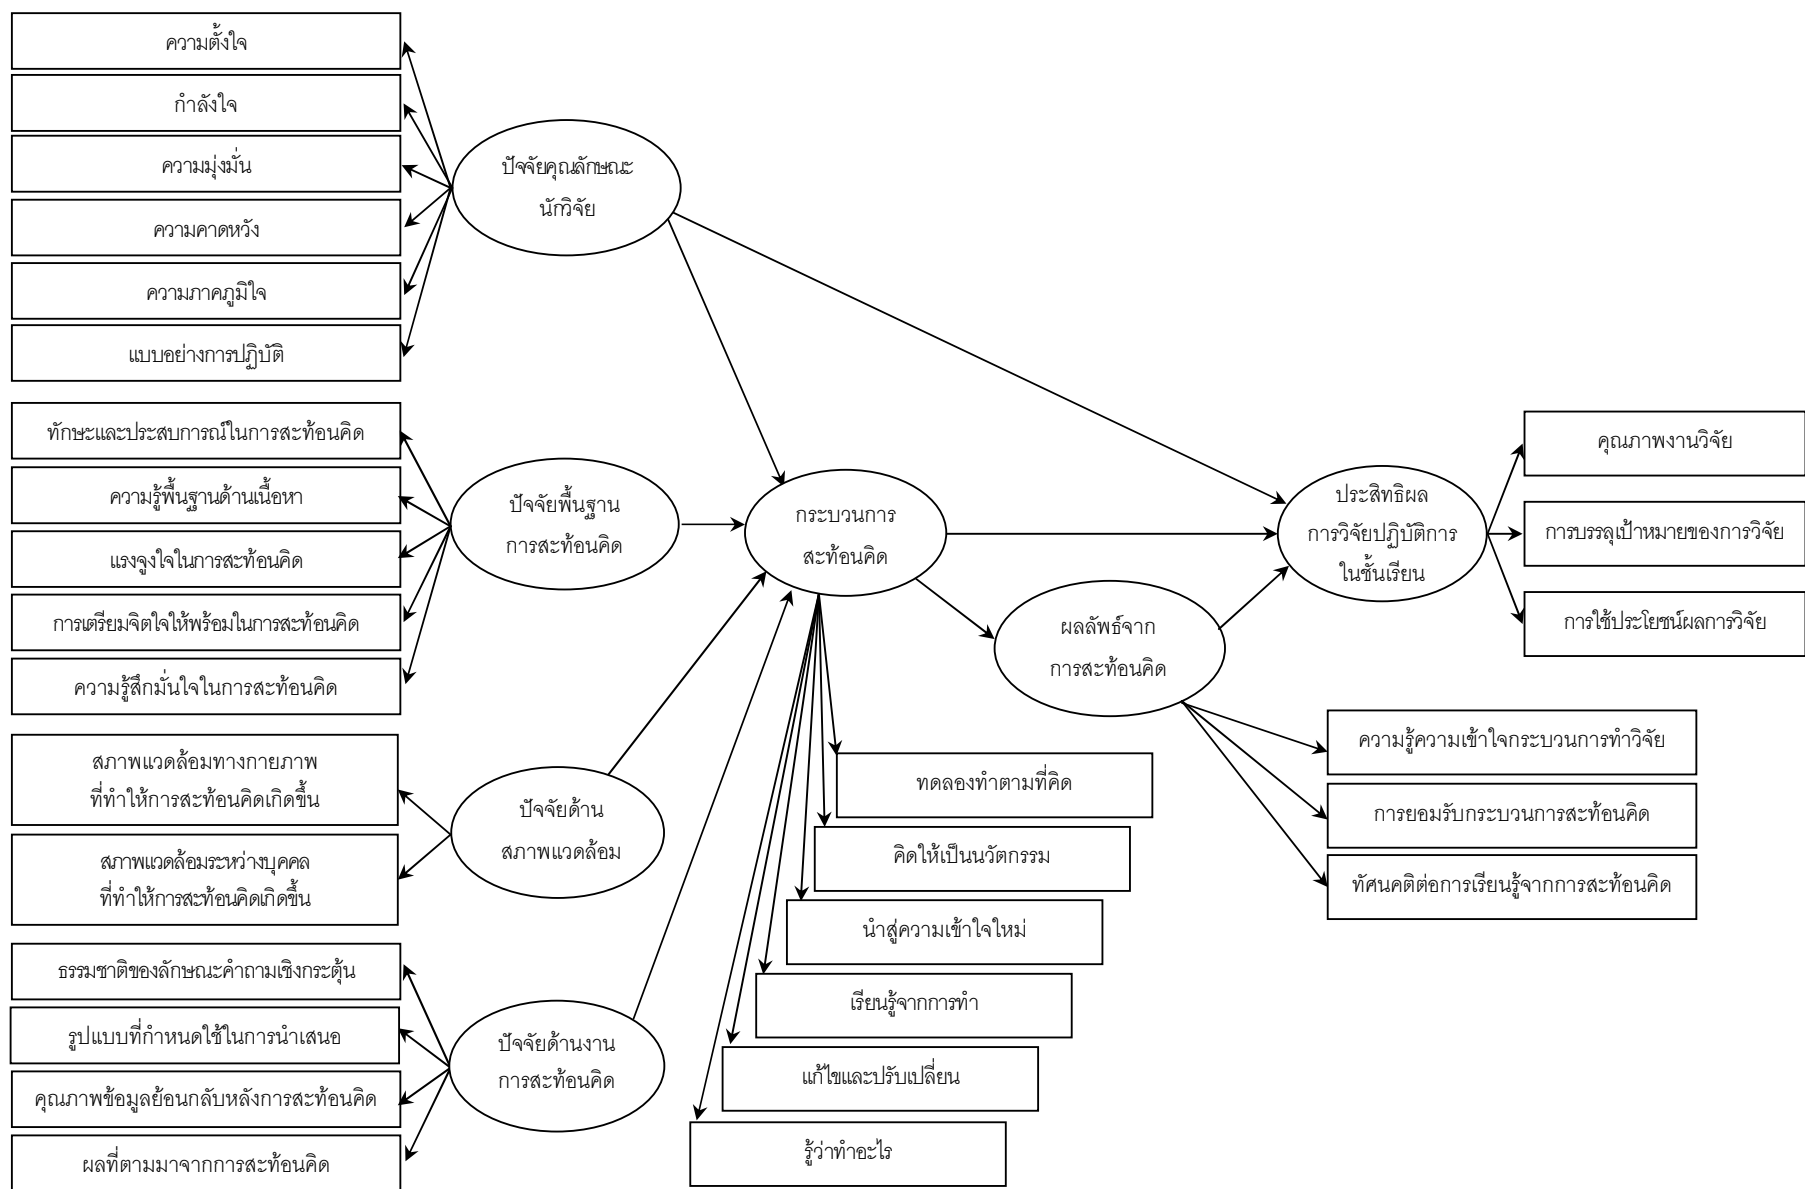 ความตั้งใจ
กำลังใจ
ความมุ่งมั่น
ความคาดหวัง
ความภาคภูมิใจ
แบบอย่างการปฏิบัติ
ปัจจัยคุณลักษณะ
นักวิจัย
ทักษะและประสบการณ์ในการสะท้อนคิด
ความรู้พื้นฐานด้านเนื้อหา
แรงจูงใจในการสะท้อนคิด
การเตรียมจิตใจให้พร้อมในการสะท้อนคิด
ความรู้สึกมั่นใจในการสะท้อนคิด
ปัจจัยพื้นฐาน
การสะท้อนคิด
สภาพแวดล้อมทางกายภาพ
ที่ทำให้การสะท้อนคิดเกิดขึ้น
สภาพแวดล้อมระหว่างบุคคล
ที่ทำให้การสะท้อนคิดเกิดขึ้น
ปัจจัยด้าน
สภาพแวดล้อม
ธรรมชาติของลักษณะคำถามเชิงกระตุ้น
รูปแบบที่กำหนดใช้ในการนำเสนอ
คุณภาพข้อมูลย้อนกลับหลังการสะท้อนคิด
ผลที่ตามมาจากการสะท้อนคิด
ปัจจัยด้านงาน
การสะท้อนคิด
กระบวนการ
สะท้อนคิด
ทดลองทำตามที่คิด
คิดให้เป็นนวัตกรรม
นำสู่ความเข้าใจใหม่
เรียนรู้จากการทำ
แก้ไขและปรับเปลี่ยน
รู้ว่าทำอะไร
ผลลัพธ์จาก
การสะท้อนคิด
ความรู้ความเข้าใจกระบวนการทำวิจัย
การยอมรับกระบวนการสะท้อนคิด
ทัศนคติต่อการเรียนรู้จากการสะท้อนคิด
ประสิทธิผล
การวิจัยปฏิบัติการ
ในชั้นเรียน
คุณภาพงานวิจัย
การบรรลุเป้าหมายของการวิจัย
การใช้ประโยชน์ผลการวิจัย